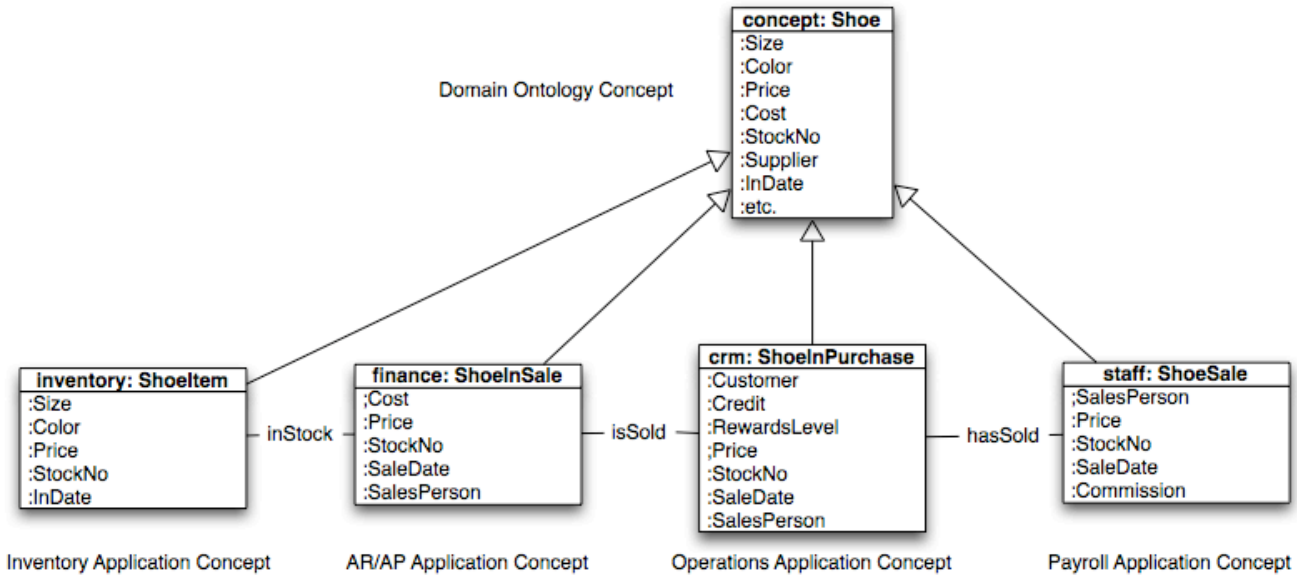 concept: Shoe
:Size
:Color
:Price
:Cost
:StockNo
:Supplier
:InDate
:etc.
Domain Ontology Concept
inventory: ShoeItem
:Size
:Color
:Price
:StockNo
:InDate
inStock
finance: ShoeInSale
;Cost
:Price
:StockNo
:SaleDate
:SalesPerson
isSold
crm: ShoeInPurchase
:Customer
:Credit
:RewardsLevel
;Price
:StockNo
:SaleDate
:SalesPerson
hasSold
staff: ShoeSale
;SalesPerson
:Price
:StockNo
:SaleDate
:Commission
Inventory Application Concept
AR/AP Application Concept
Operations Application Concept
Payroll Application Concept